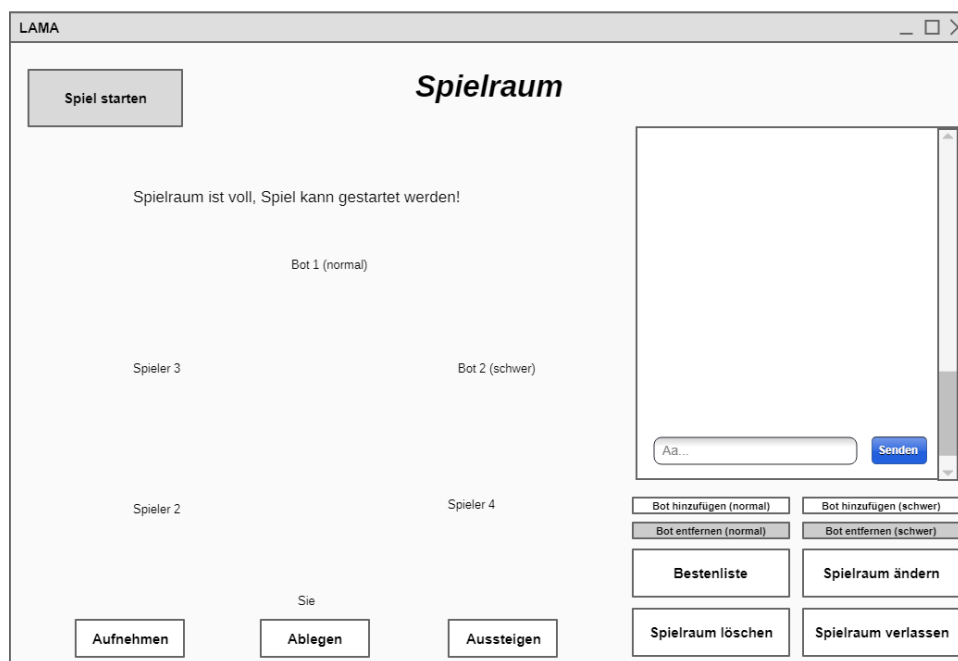 LAMA
Spiel starten
Spielraum
Spielraum ist voll, Spiel kann gestartet werden!
Bot 1 (normal)
Spieler 3
Bot 2 (schwer)
Spieler 2
Spieler 4
Sie
Aufnehmen
Ablegen
Aussteigen
Aa...
Senden
Bot hinzufügen (normal)
Bot hinzufügen (schwer)
Bot entfernen (normal)
Bot entfernen (schwer)
Bestenliste
Spielraum ändern
Spielraum löschen
Spielraum verlassen